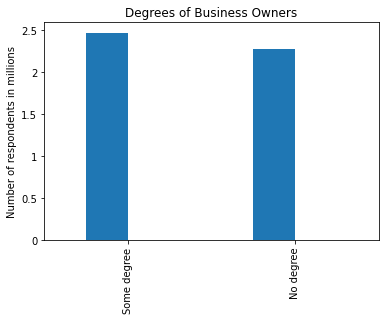 Degrees of Business Owners
Number of respondents in millions
2.5
2
1.5
1
0.5
0
Some degree
No degree